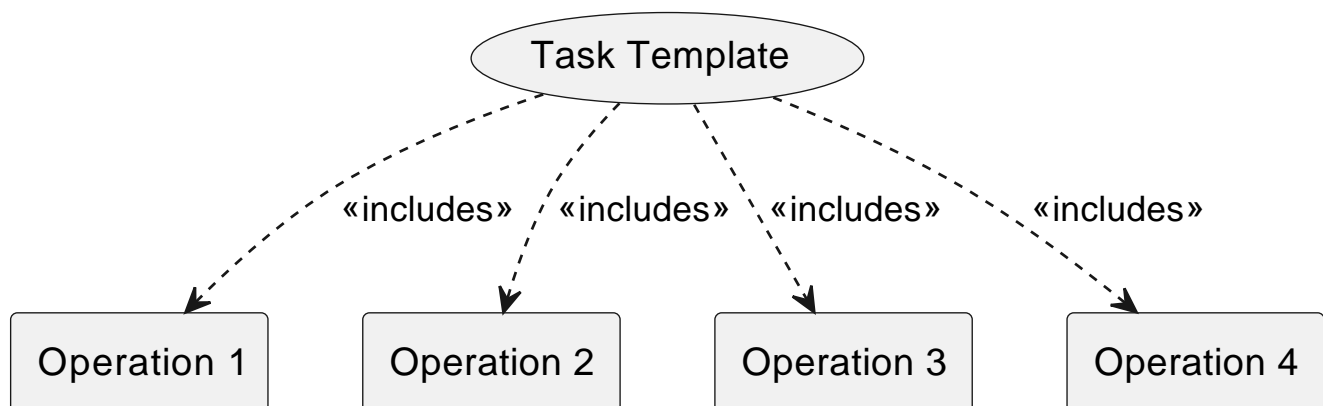 Task Template
«includes» «includes» «includes» «includes»
Operation 1 Operation 2 Operation 3 Operation 4